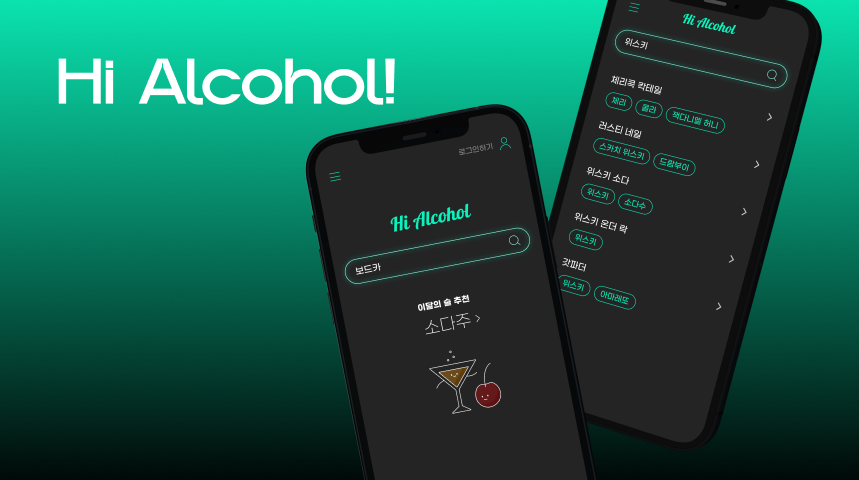 Hi Alcohol!
로그인하기
Hi Alcohol
보드카
이달의 술 추천
소다주 >
Hi Alcohol
위스키
체리콕 칵테일
체리 콜라 잭다니엘 허니
러스티 네일
스카치 위스키 드람부이
위스키 소다
위스키 소다수
위스키 온더 락
위스키
갓파더
위스키 아마레또